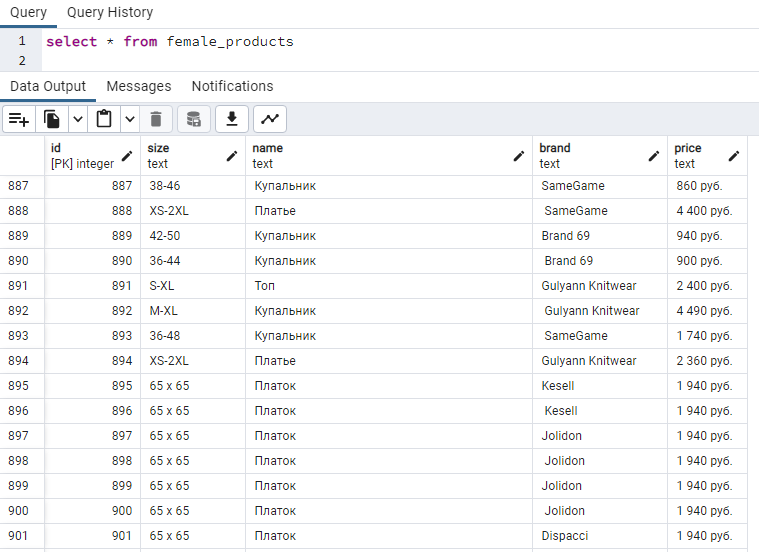 Query Query History
1 select * from female_products
2
Data Output Messages Notifications
id size name brand price
[PK] integer text text text text
887 887 38-46 Купальник SameGame 860 руб.
888 888 XS-2XL Платье SameGame 4 400 руб.
889 889 42-50 Купальник Brand 69 940 руб.
890 890 36-44 Купальник Brand 69 900 руб.
891 891 S-XL Топ Gulyann Knitwear 2 400 руб.
892 892 M-XL Купальник Gulyann Knitwear 4 490 руб.
893 893 36-48 Купальник SameGame 1 740 руб.
894 894 XS-2XL Платье Gulyann Knitwear 2 360 руб.
895 895 65 x 65 Платок Kesell 1 940 руб.
896 896 65 x 65 Платок Kesell 1 940 руб.
897 897 65 x 65 Платок Jolidon 1 940 руб.
898 898 65 x 65 Платок Jolidon 1 940 руб.
899 899 65 x 65 Платок Jolidon 1 940 руб.
900 900 65 x 65 Платок Jolidon 1 940 руб.
901 901 65 x 65 Платок Dispacci 1 940 руб.